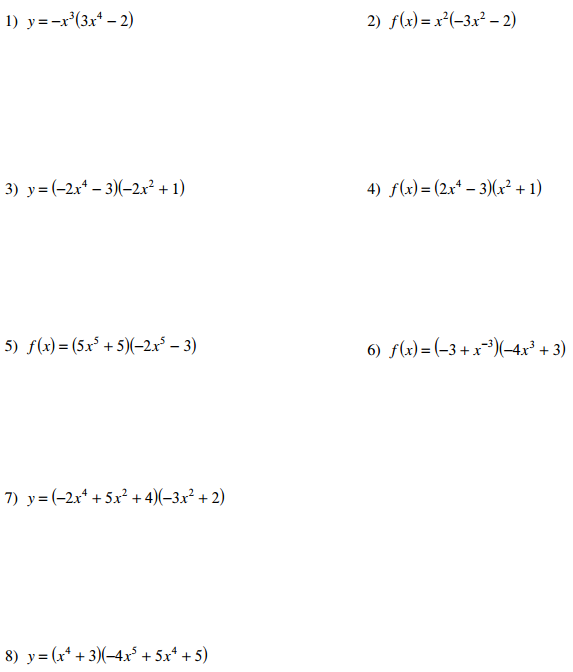 1) y = –x³(3x⁴ – 2)
2) f(x) = x²(–3x² – 2)
3) y = (–2x⁴ – 3)(–2x² + 1)
4) f(x) = (2x⁴ – 3)(x² + 1)
5) f(x) = (5x⁵ + 5)(–2x⁵ – 3)
6) f(x) = (–3 + x⁻³)(–4x³ + 3)
7) y = (–2x⁴ + 5x² + 4)(–3x² + 2)
8) y = (x⁴ + 3)(–4x⁵ + 5x⁴ + 5)